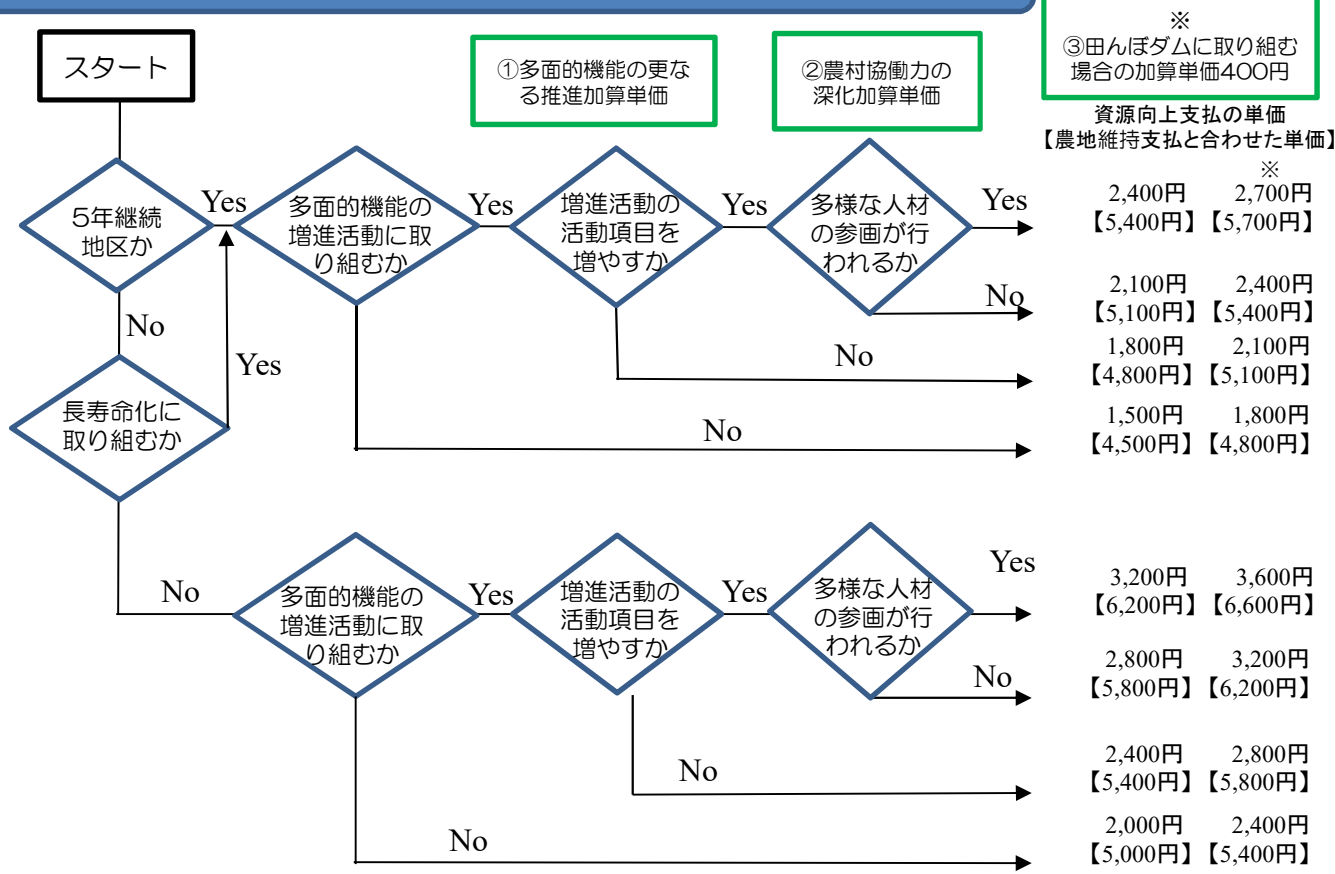 スタート
①多面的機能の更な
る推進加算単価
②農村協働力の
深化加算単価
※
③田んぼダムに取り組む
場合の加算単価400円
資源向上支払の単価
【農地維持支払と合わせた単価】
※
5年継続
地区か
Yes
多面的機能の
増進活動に取
り組むか
Yes
増進活動の
活動項目を
増やすか
Yes
多様な人材
の参画が行
われるか
Yes
2,400円 2,700円
【5,400円】【5,700円】
No
2,100円 2,400円
【5,100円】【5,400円】
No
1,800円 2,100円
【4,800円】【5,100円】
No
1,500円 1,800円
【4,500円】【4,800円】
No
Yes
長寿命化に
取り組むか
No
多面的機能の
増進活動に取
り組むか
Yes
増進活動の
活動項目を
増やすか
Yes
多様な人材
の参画が行
われるか
Yes
3,200円 3,600円
【6,200円】【6,600円】
No
2,800円 3,200円
【5,800円】【6,200円】
No
2,400円 2,800円
【5,400円】【5,800円】
No
2,000円 2,400円
【5,000円】【5,400円】